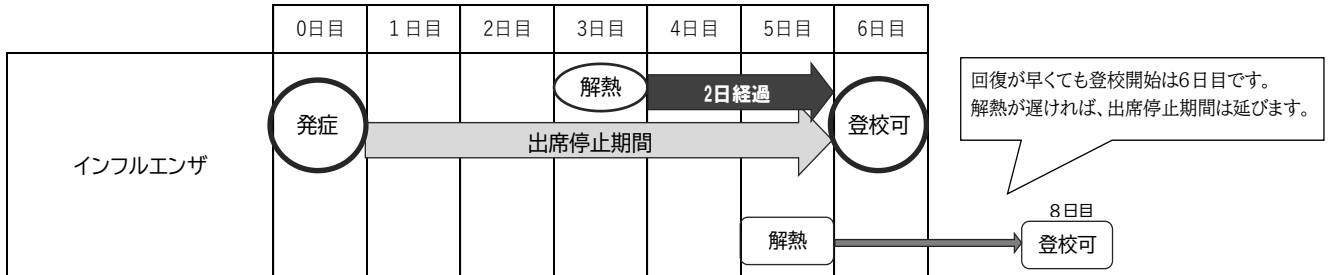 0日目 1日目 2日目 3日目 4日目 5日目 6日目
インフルエンザ
発症
解熱
2日経過
出席停止期間
登校可
回復が早くても登校開始は6日目です。
解熱が遅ければ、出席停止期間は延びます。
解熱
8日目
登校可